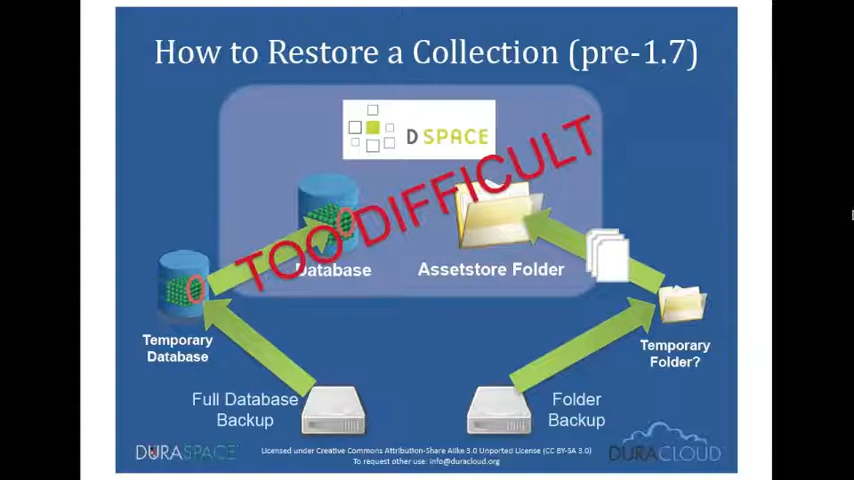 How to Restore a Collection (pre-1.7)
DSPACE
TOO DIFFICULT
Database
Assetstore Folder
Temporary
Database
Temporary
Folder?
Full Database
Backup
Folder
Backup
DURASPACE
Licensed under Creative Commons Attribution-Share Alike 3.0 Unported License (CC BY-SA 3.0)
To request other use: info@duracloud.org
DURACLOUD